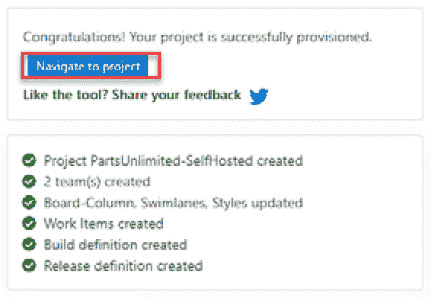 Congratulations! Your project is successfully provisioned.
Navigate to project
Like the tool? Share your feedback
Project PartsUnlimited-SelfHosted created
2 team(s) created
Board-Column, Swimlanes, Styles updated
Work Items created
Build definition created
Release definition created